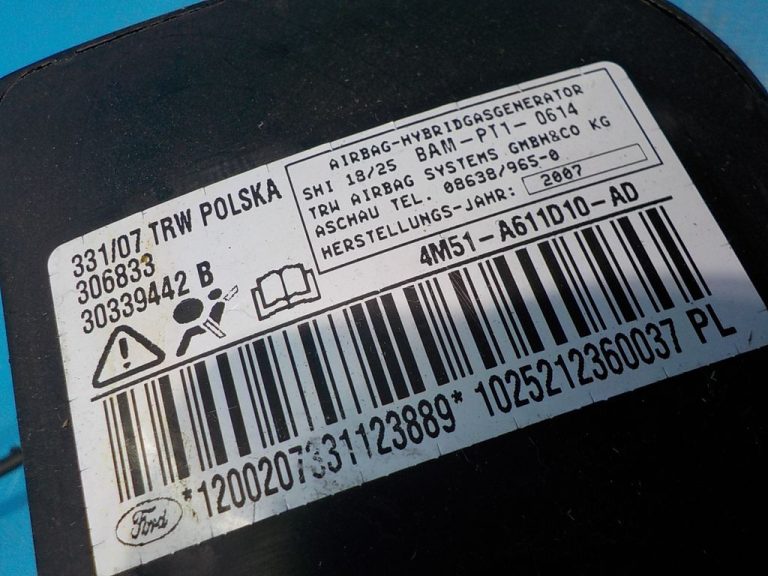 331/07 TRW POLSKA
306833
30339442 B
AIRBAG-HYBRIDGASGENERATOR
SHI 18/25 BAM-PT1-0614
TRW AIRBAG SYSTEMS GMBH&CO KG
ASCHAU TEL. 08638/965-0
HERSTELLUNGS-JAHR: 2007
4M51-A611D10-AD
*1200207331123889* 1025212360037 PL
Ford